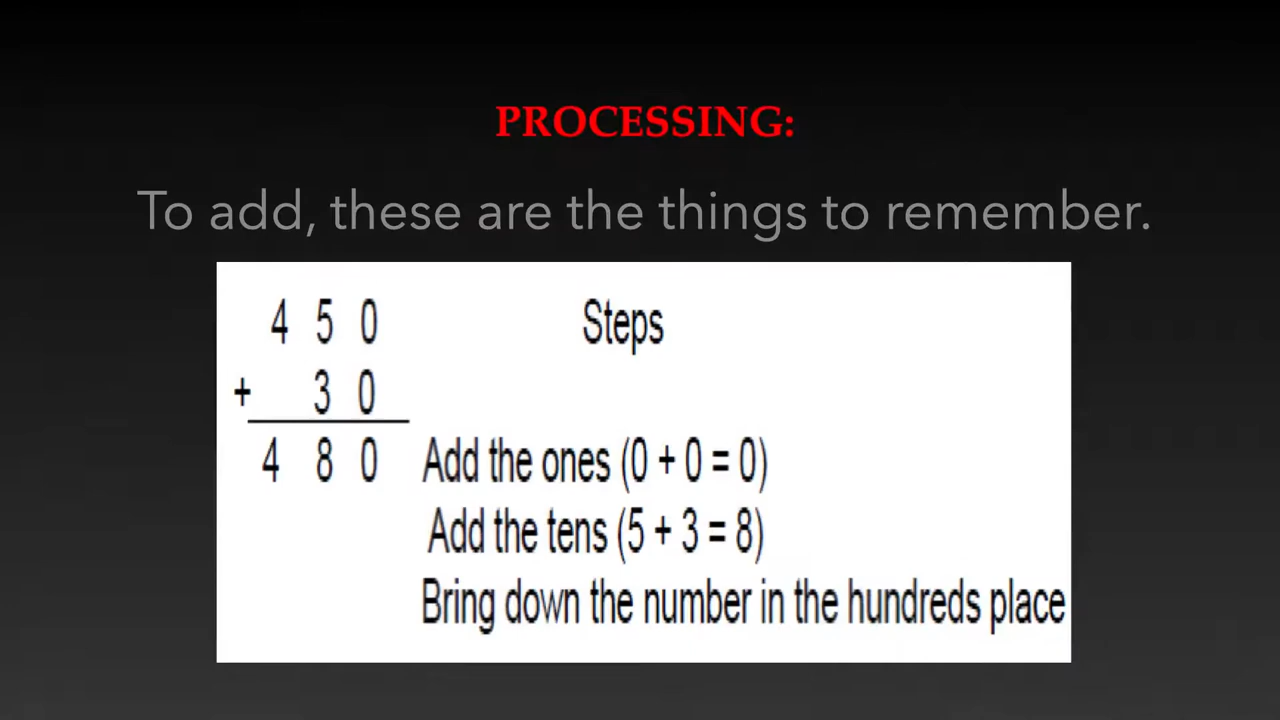 PROCESSING:
To add, these are the things to remember.
4 5 0 Steps
+ 3 0
4 8 0 Add the ones (0 + 0 = 0)
Add the tens (5 + 3 = 8)
Bring down the number in the hundreds place